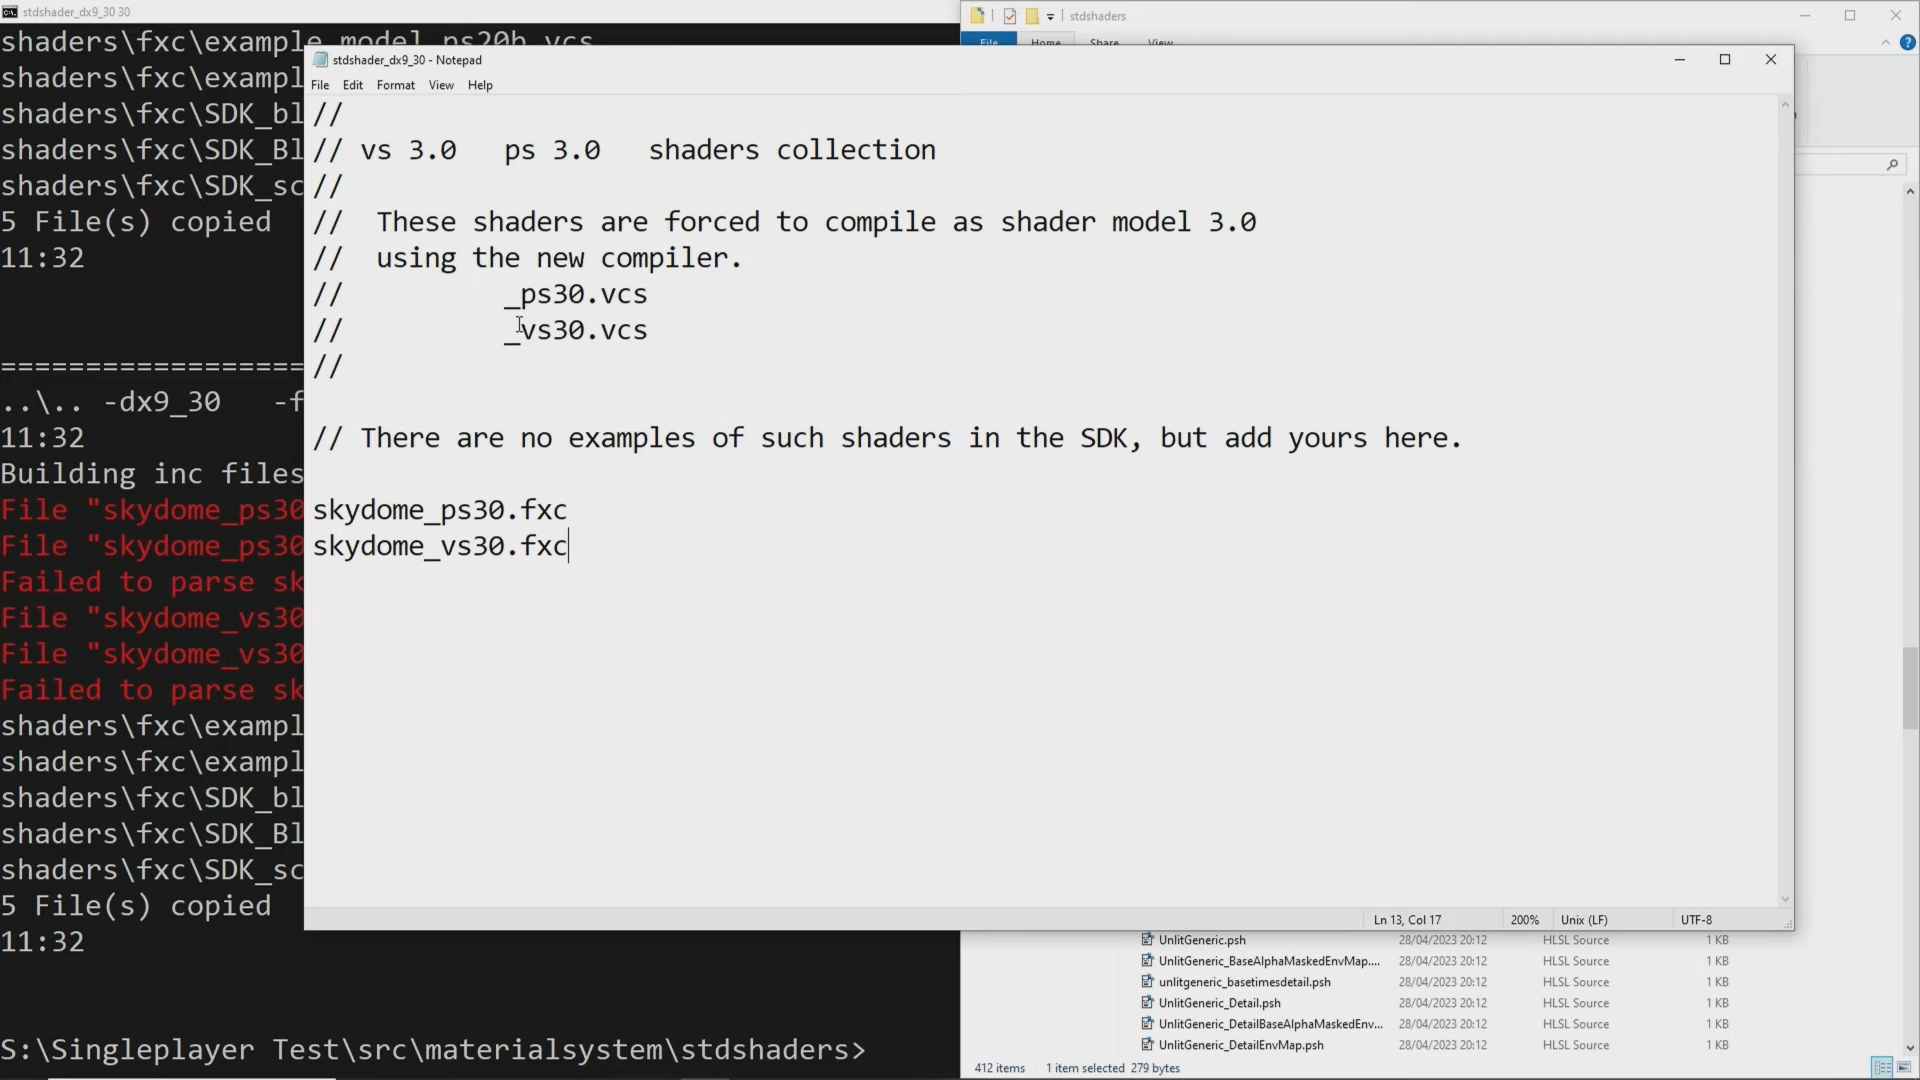 stdshader_dx9_30 30
shaders\fxc\example_model_ps20b.vcs
shaders\fxc\exampl
shaders\fxc\SDK_bl
shaders\fxc\SDK_Bl
shaders\fxc\SDK_sc
5 File(s) copied
11:32
====================
..\.. -dx9_30   -f
11:32
Building inc files
File "skydome_ps30
File "skydome_ps30
Failed to parse sk
File "skydome_vs30
File "skydome_vs30
Failed to parse sk
shaders\fxc\exampl
shaders\fxc\exampl
shaders\fxc\SDK_bl
shaders\fxc\SDK_Bl
shaders\fxc\SDK_sc
5 File(s) copied
11:32
S:\Singleplayer Test\src\materialsystem\stdshaders>
stdshaders
File Home Share View
stdshader_dx9_30 - Notepad
File Edit Format View Help
//
// vs 3.0   ps 3.0   shaders collection
//
//  These shaders are forced to compile as shader model 3.0
//  using the new compiler.
//          _ps30.vcs
//          _vs30.vcs
//
// There are no examples of such shaders in the SDK, but add yours here.
skydome_ps30.fxc
skydome_vs30.fxc
Ln 13, Col 17 200% Unix (LF) UTF-8
UnlitGeneric.psh 28/04/2023 20:12 HLSL Source 1 KB
UnlitGeneric_BaseAlphaMaskedEnvMap.... 28/04/2023 20:12 HLSL Source 1 KB
unlitgeneric_basetimesdetail.psh 28/04/2023 20:12 HLSL Source 1 KB
UnlitGeneric_Detail.psh 28/04/2023 20:12 HLSL Source 1 KB
UnlitGeneric_DetailBaseAlphaMaskedEnv... 28/04/2023 20:12 HLSL Source 1 KB
UnlitGeneric_DetailEnvMap.psh 28/04/2023 20:12 HLSL Source 1 KB
412 items 1 item selected 279 bytes